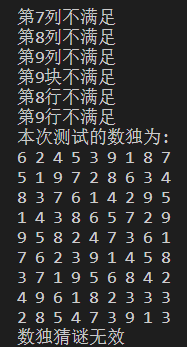 第7列不满足
第8列不满足
第9列不满足
第9块不满足
第8行不满足
第9行不满足
本次测试的数独为:
6 2 4 5 3 9 1 8 7
5 1 9 7 2 8 6 3 4
8 3 7 6 1 4 2 9 5
1 4 3 8 6 5 7 2 9
9 5 8 2 4 7 3 6 1
7 6 2 3 9 1 4 5 8
3 7 1 9 5 6 8 4 2
4 9 6 1 8 2 3 3 3
2 8 5 4 7 3 9 1 3
数独猜谜无效